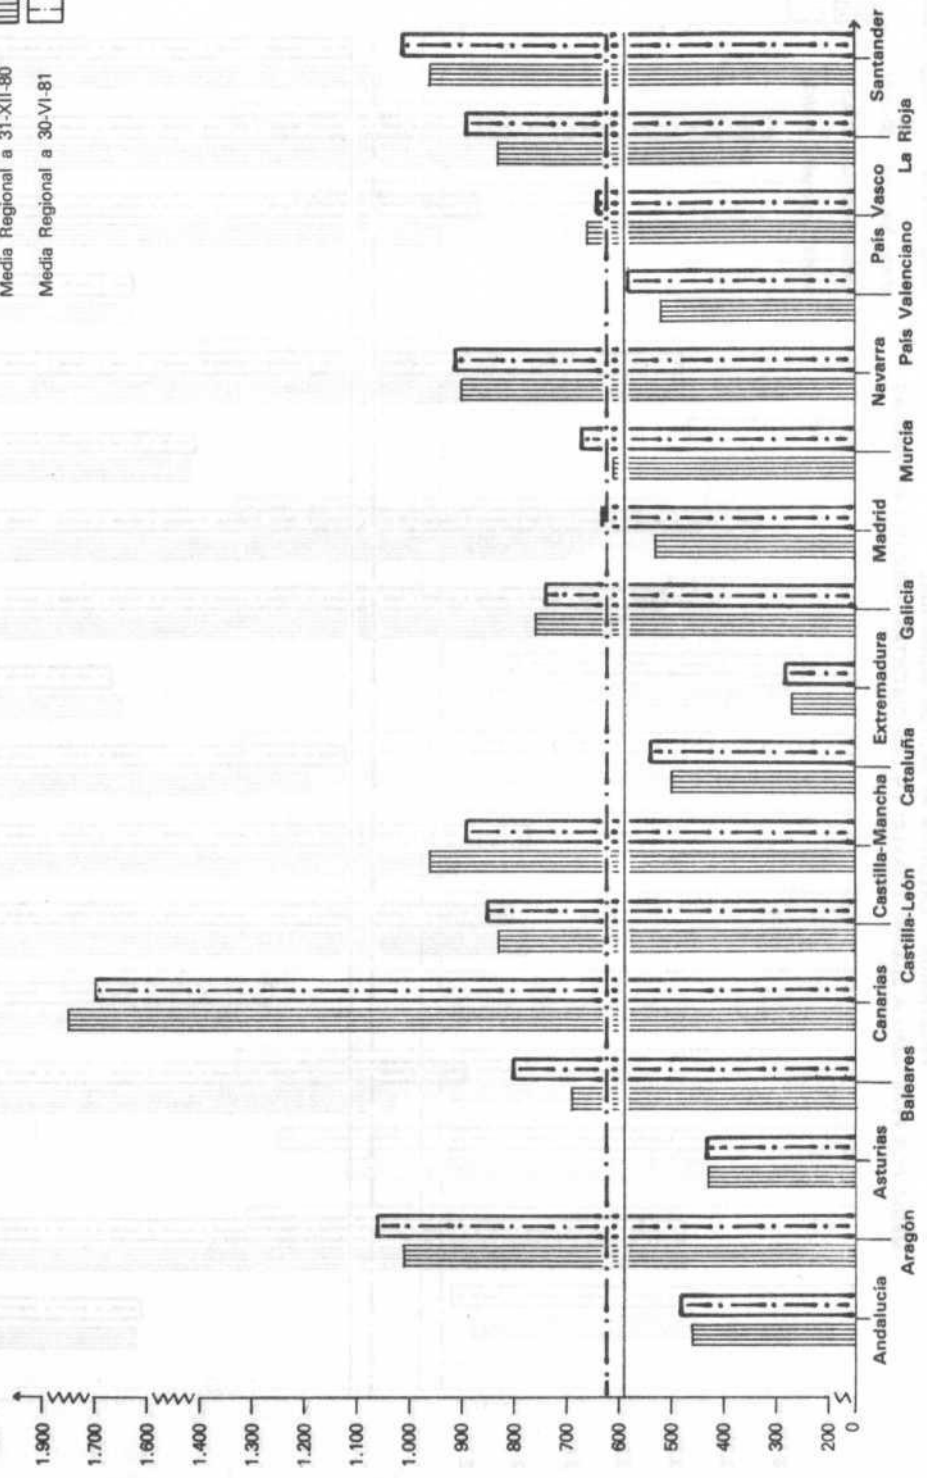 Media Regional a 31-XII-80
Media Regional a 30-VI-81
1.900
1.700
1.600
1.400
1.300
1.200
1.100
1.000
900
800
700
600
500
400
300
200
0
Andalucía
Aragón
Asturias
Baleares
Canarias
Castilla-León
Castilla-Mancha
Cataluña
Extremadura
Galicia
Madrid
Murcia
Navarra
País Valenciano
País Vasco
La Rioja
Santander